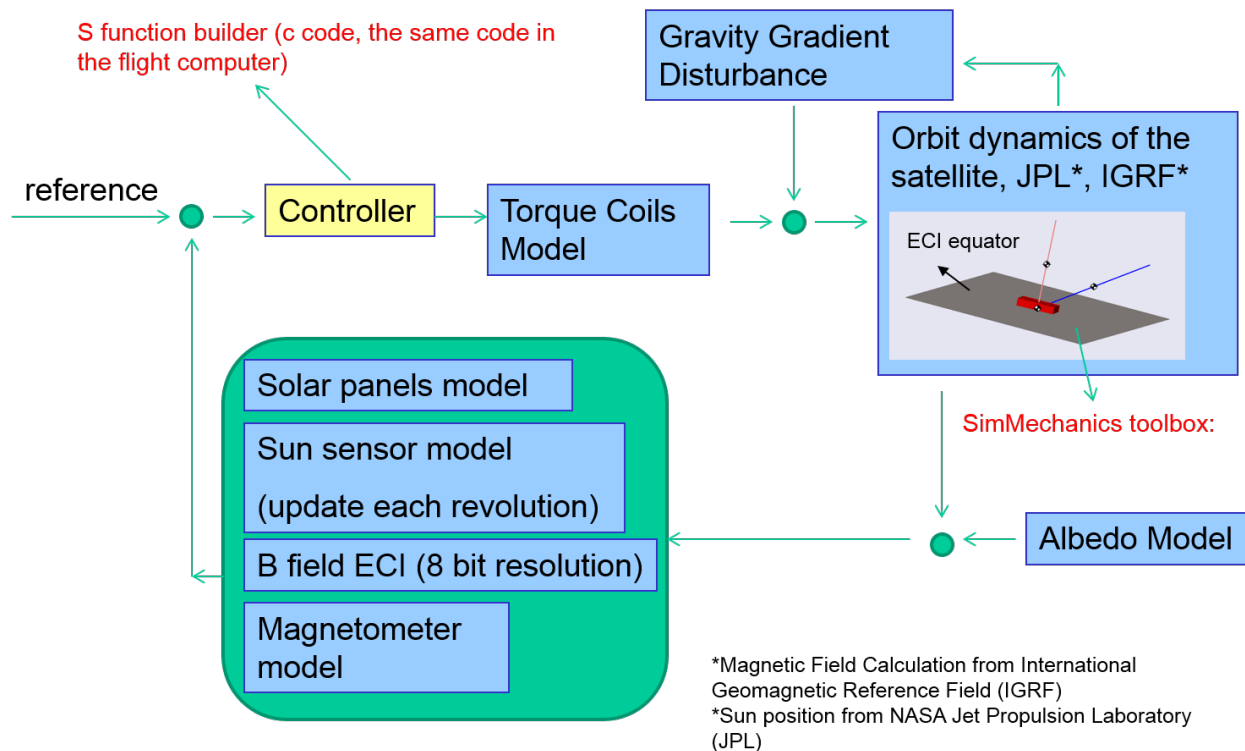 S function builder (c code, the same code in
the flight computer)
Gravity Gradient
Disturbance
Orbit dynamics of the
satellite, JPL*, IGRF*
reference
Controller
Torque Coils
Model
ECI equator
Solar panels model
Sun sensor model
(update each revolution)
B field ECI (8 bit resolution)
Magnetometer
model
SimMechanics toolbox:
Albedo Model
*Magnetic Field Calculation from International
Geomagnetic Reference Field (IGRF)
*Sun position from NASA Jet Propulsion Laboratory
(JPL)